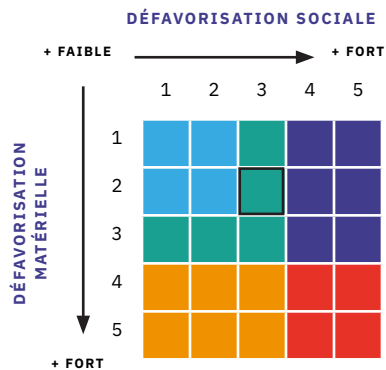 DÉFAVORISATION SOCIALE
+ FAIBLE
+ FORT
1 2 3 4 5
DÉFAVORISATION
MATÉRIELLE
1
2
3
4
5
+ FORT